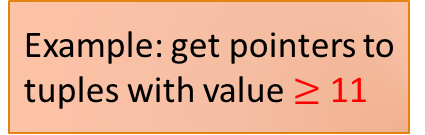 Example: get pointers to
tuples with value ≥ 11